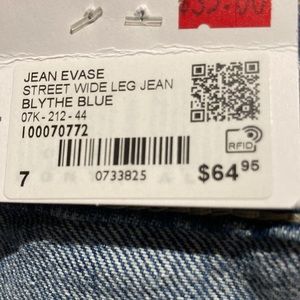 JEAN EVASE
STREET WIDE LEG JEAN
BLYTHE BLUE
07K - 212 - 44
100070772
RFID
7
0733825
$64.95